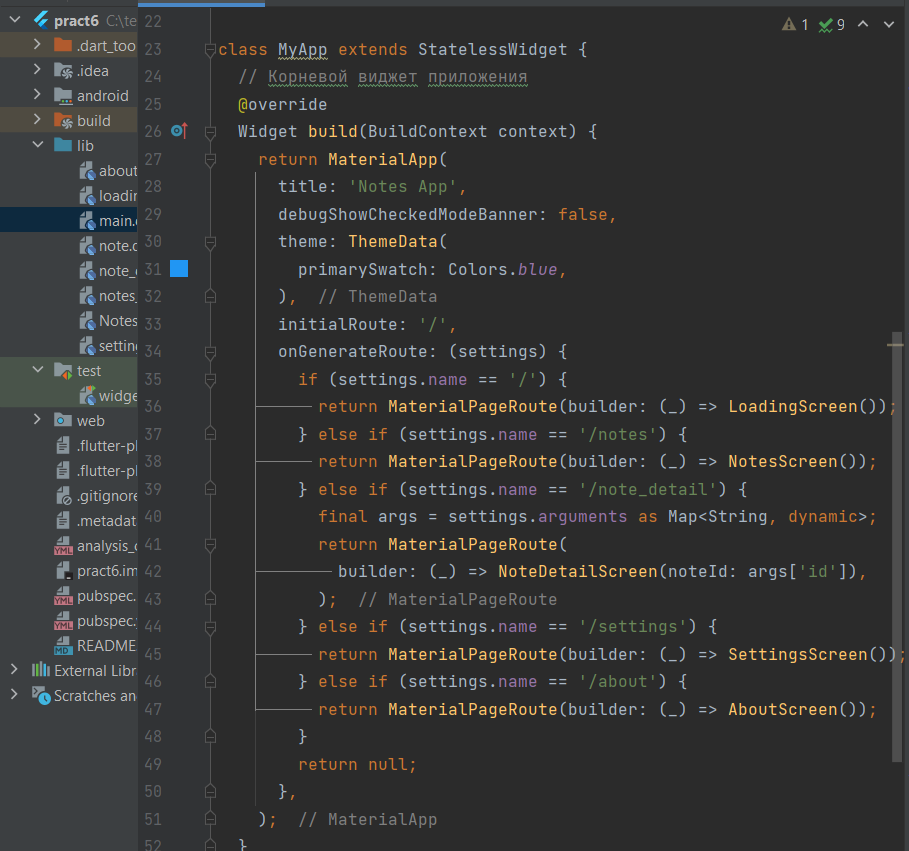 pract6 C:\te
.dart_too
.idea
android
build
lib
about
loadin
main.
note.d
note_
notes_
Notes
setting
test
widge
web
.flutter-pl
.flutter-pl
.gitignore
.metadat
analysis_
pract6.im
pubspec.
pubspec.
README
External Libr
Scratches an
1 9
22
23 class MyApp extends StatelessWidget {
24 // Корневой виджет приложения
25 @override
26 Widget build(BuildContext context) {
27 return MaterialApp(
28 title: 'Notes App',
29 debugShowCheckedModeBanner: false,
30 theme: ThemeData(
31 primarySwatch: Colors.blue,
32 ), // ThemeData
33 initialRoute: '/',
34 onGenerateRoute: (settings) {
35 if (settings.name == '/') {
36 return MaterialPageRoute(builder: (_) => LoadingScreen());
37 } else if (settings.name == '/notes') {
38 return MaterialPageRoute(builder: (_) => NotesScreen());
39 } else if (settings.name == '/note_detail') {
40 final args = settings.arguments as Map<String, dynamic>;
41 return MaterialPageRoute(
42 builder: (_) => NoteDetailScreen(noteId: args['id']),
43 ); // MaterialPageRoute
44 } else if (settings.name == '/settings') {
45 return MaterialPageRoute(builder: (_) => SettingsScreen());
46 } else if (settings.name == '/about') {
47 return MaterialPageRoute(builder: (_) => AboutScreen());
48 }
49 return null;
50 },
51 ); // MaterialApp
52 }